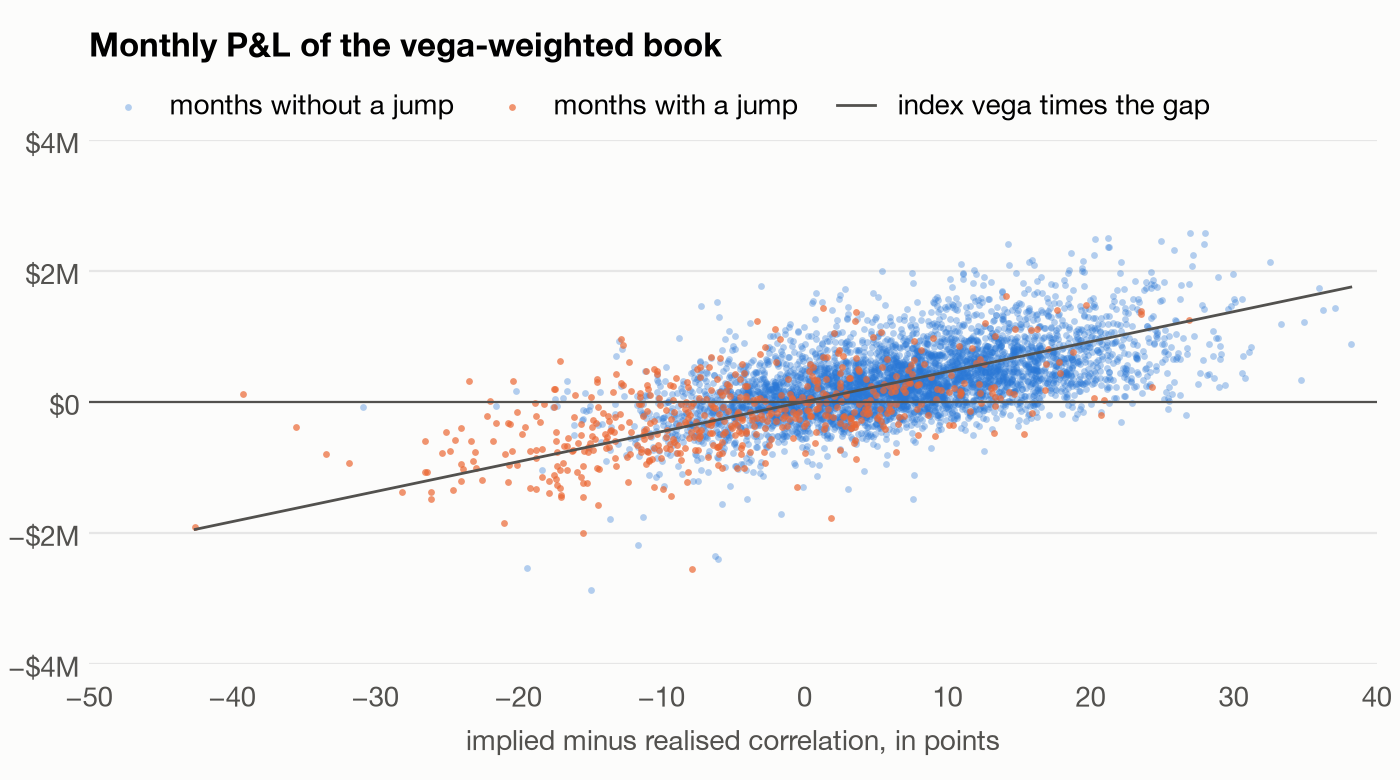 Monthly P&L of the vega-weighted book
months without a jump
months with a jump
index vega times the gap
$4M
$2M
$0
−$2M
−$4M
−50
−40
−30
−20
−10
0
10
20
30
40
implied minus realised correlation, in points